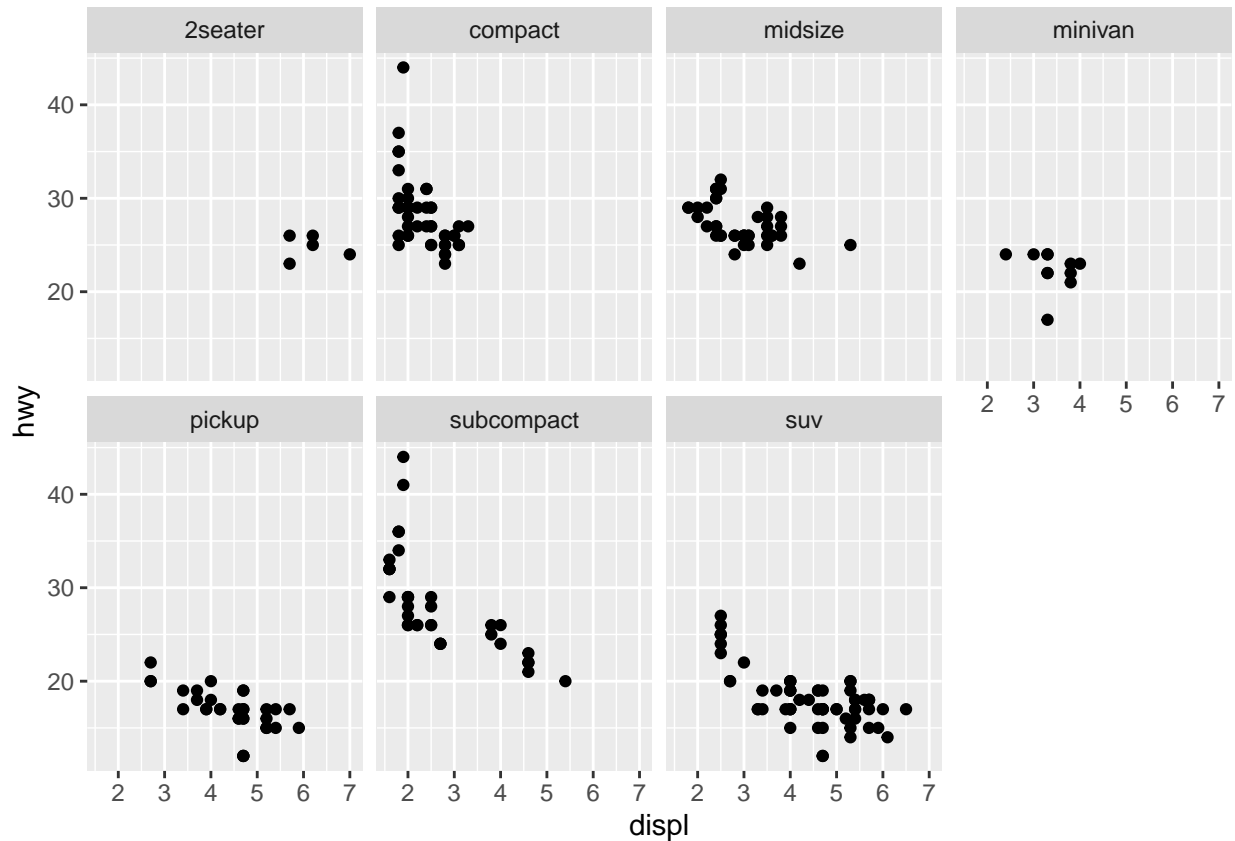 2seater compact midsize minivan
40
30
20
2 3 4 5 6 7
hwy
pickup subcompact suv
40
30
20
2 3 4 5 6 7 2 3 4 5 6 7 2 3 4 5 6 7
displ